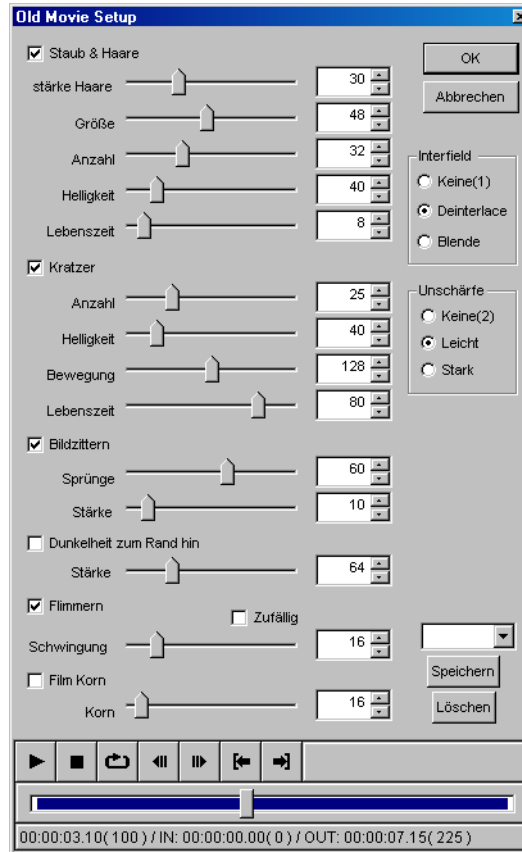 Old Movie Setup
Staub & Haare
stärke Haare 30
Größe 48
Anzahl 32
Helligkeit 40
Lebenszeit 8
Kratzer
Anzahl 25
Helligkeit 40
Bewegung 128
Lebenszeit 80
Bildzittern
Sprünge 60
Stärke 10
Dunkelheit zum Rand hin
Stärke 64
Flimmern
Zufällig
Schwingung 16
Film Korn
Korn 16
OK
Abbrechen
Interfield
Keine(1)
Deinterlace
Blende
Unschärfe
Keine(2)
Leicht
Stark
Speichern
Löschen
00:00:03.10( 100 ) / IN: 00:00:00.00( 0 ) / OUT: 00:00:07.15( 225 )